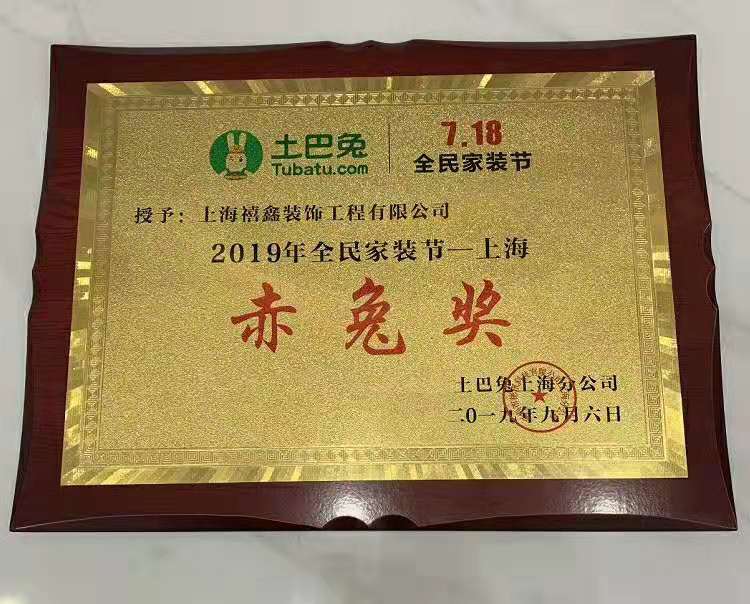 土巴兔
Tubatu.com
7.18
全民家装节
授予：上海禧鑫装饰工程有限公司
2019年全民家装节—上海
赤兔奖
土巴兔上海分公司
二〇一九年九月六日